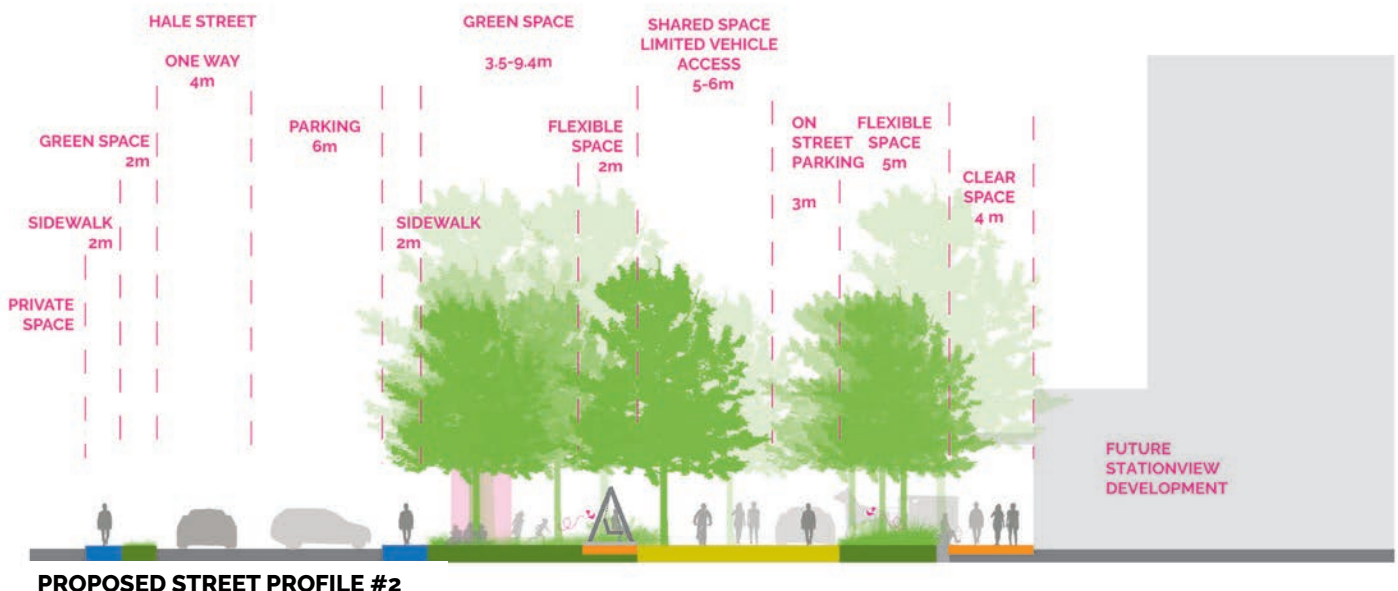 HALE STREET
ONE WAY
4m
GREEN SPACE
2m
SIDEWALK
2m
PRIVATE
SPACE
PARKING
6m
SIDEWALK
2m
GREEN SPACE
3.5-9.4m
FLEXIBLE
SPACE
2m
SHARED SPACE
LIMITED VEHICLE
ACCESS
5-6m
ON
STREET
PARKING
3m
FLEXIBLE
SPACE
5m
CLEAR
SPACE
4 m
FUTURE
STATIONVIEW
DEVELOPMENT
PROPOSED STREET PROFILE #2